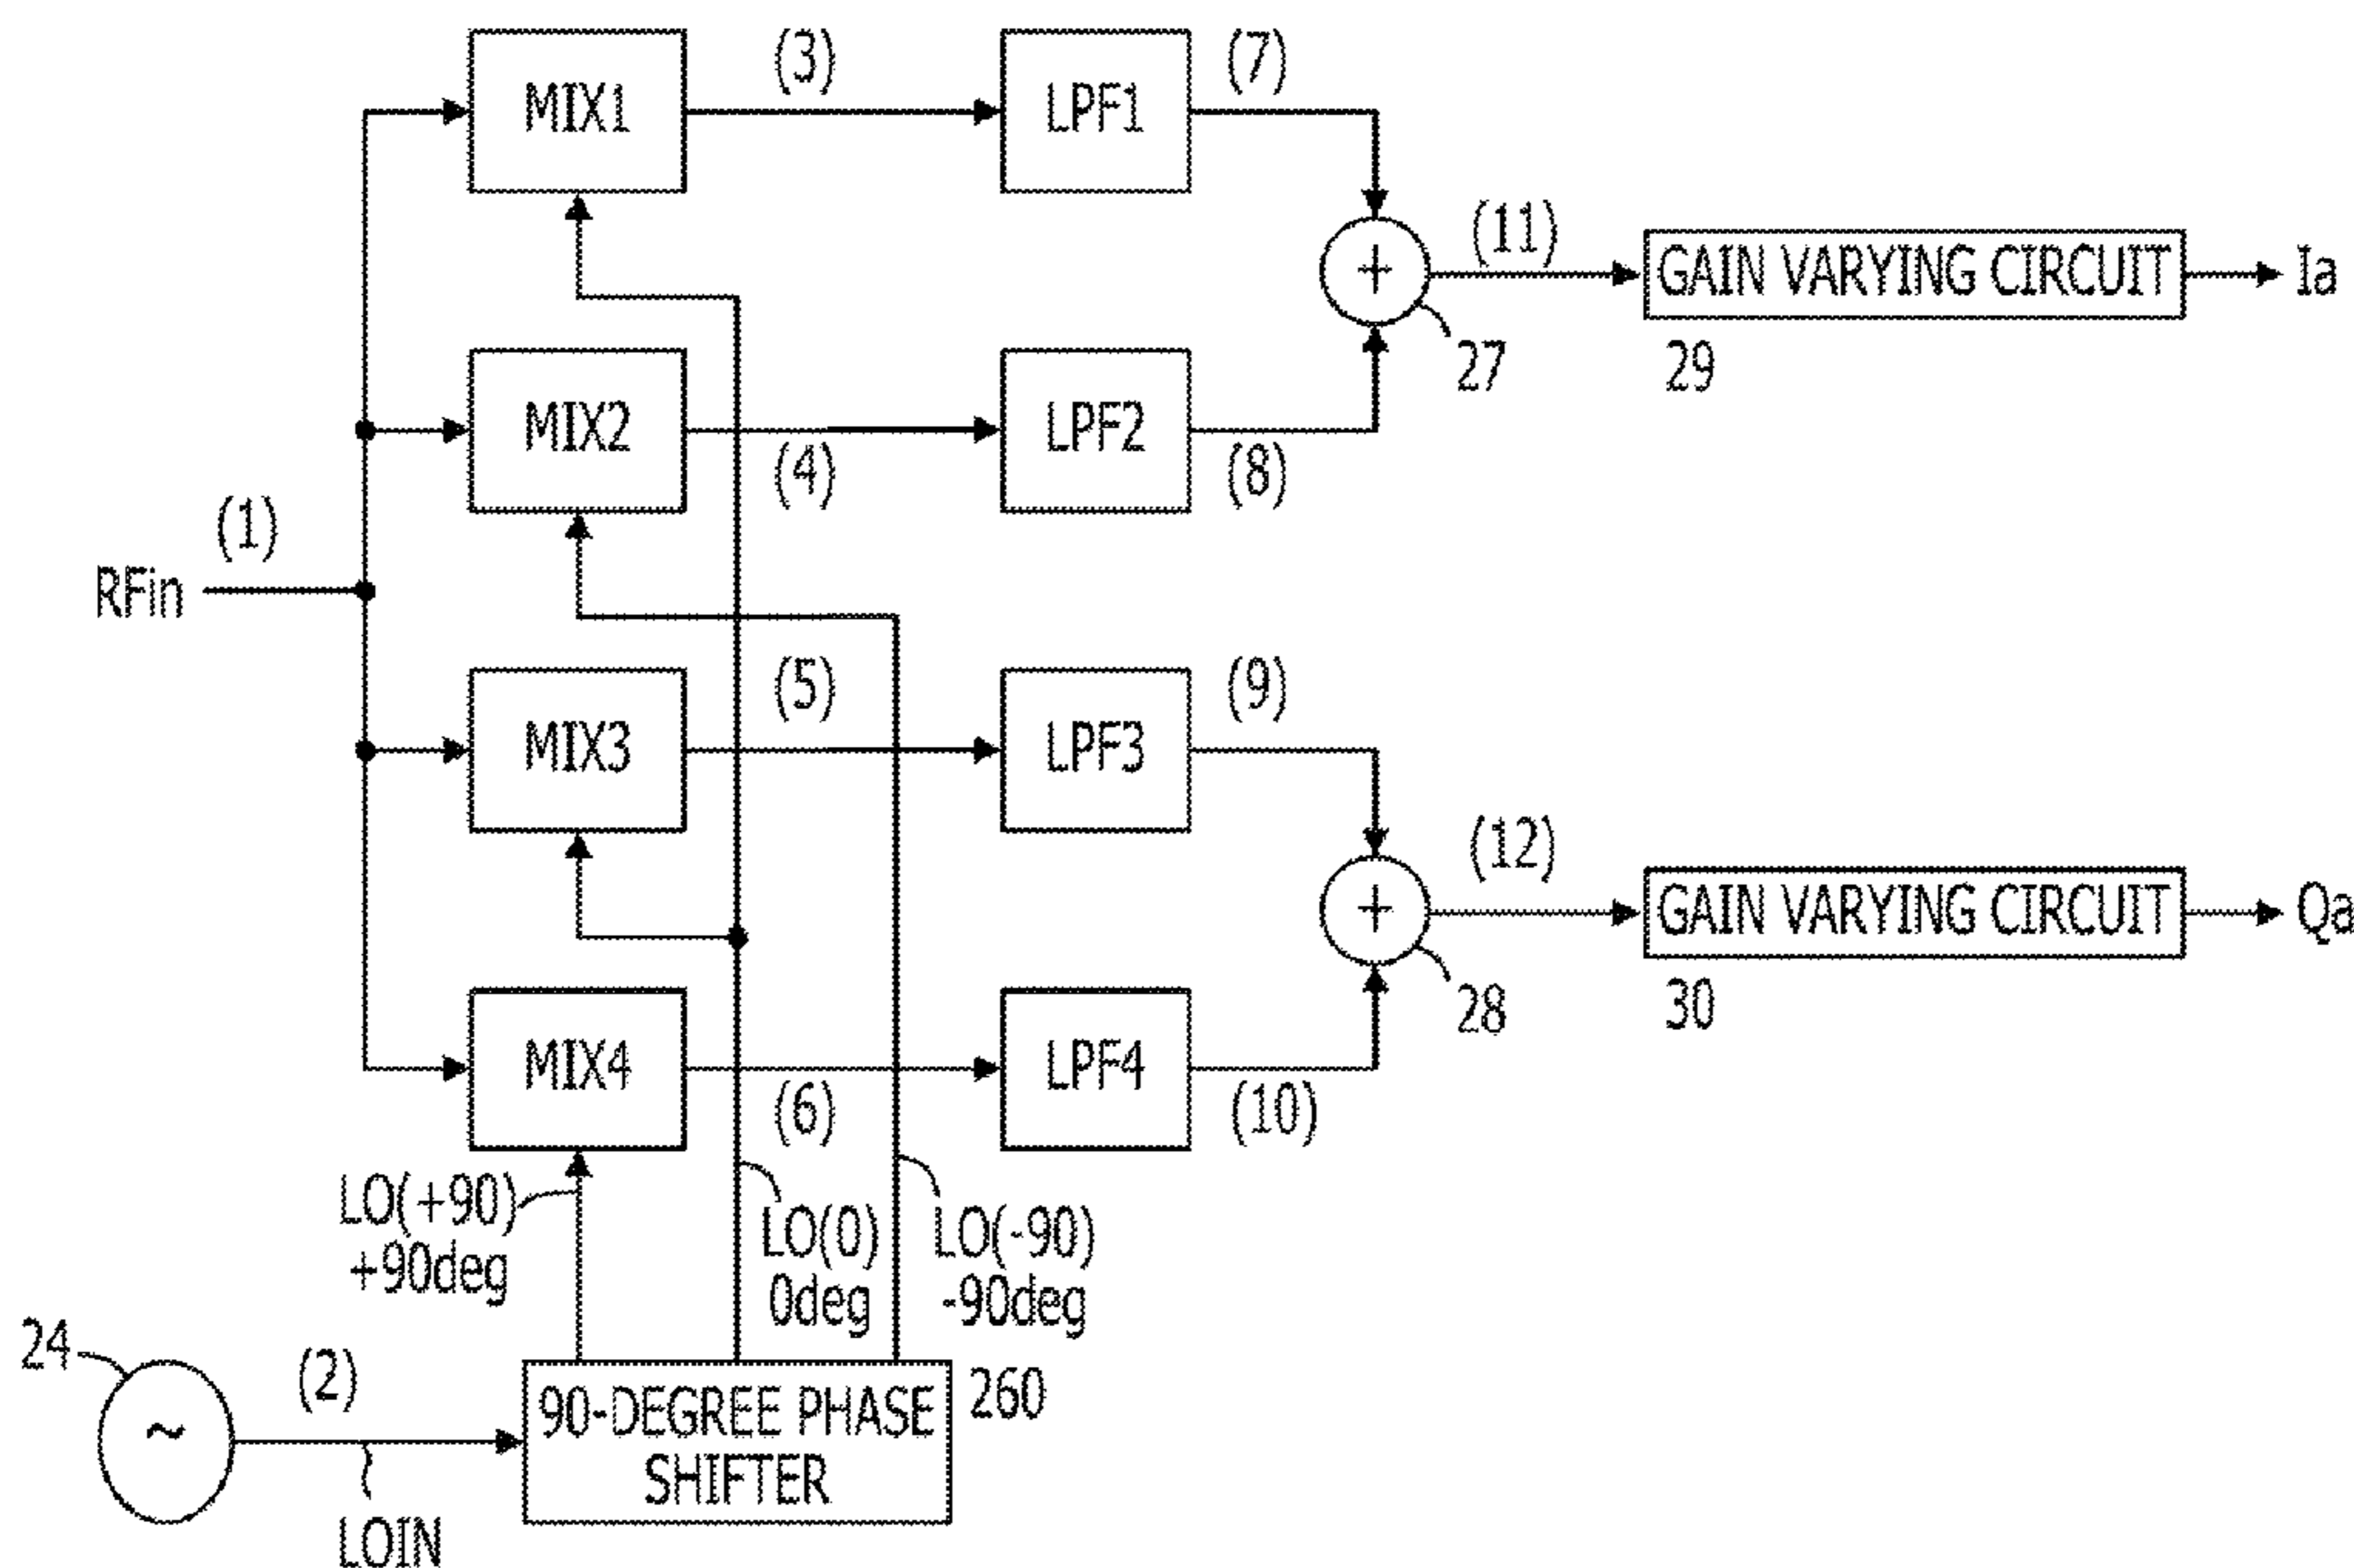 (3)
(7)
MIX1
LPF1
(11)
GAIN VARYING CIRCUIT
Ia
27
29
MIX2
LPF2
(4)
(8)
(1)
RFin
(5)
(9)
MIX3
LPF3
(12)
GAIN VARYING CIRCUIT
Qa
28
30
MIX4
LPF4
(6)
(10)
LO(+90)
+90deg
LO(0)
0deg
LO(-90)
-90deg
24
(2)
~
90-DEGREE PHASE
SHIFTER
260
LOIN
+
+